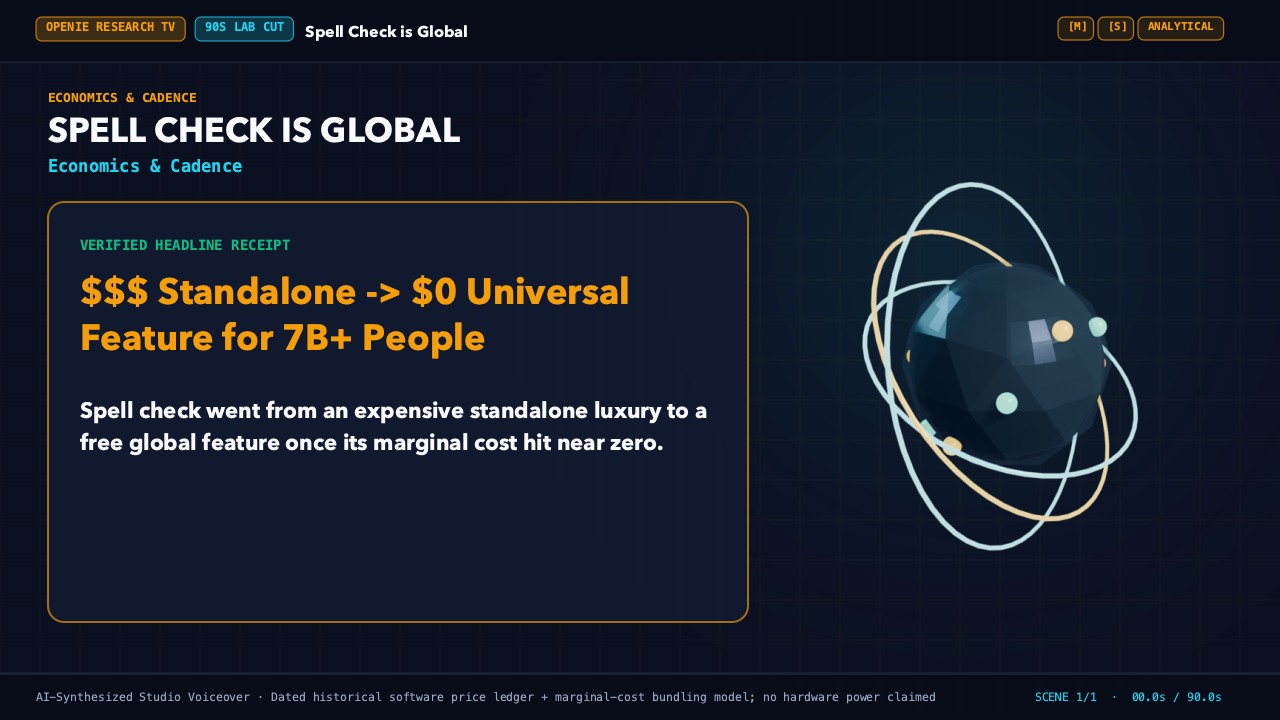 OPENIE RESEARCH TV
90S LAB CUT
Spell Check is Global
[M]
[S]
ANALYTICAL
ECONOMICS & CADENCE
SPELL CHECK IS GLOBAL
Economics & Cadence
VERIFIED HEADLINE RECEIPT
$$$ Standalone -> $0 Universal
Feature for 7B+ People
Spell check went from an expensive standalone luxury to a
free global feature once its marginal cost hit near zero.
AI—Synthesized Studio Voiceover · Dated historical software price ledger + marginal—cost bundling model; no hardware power claimed
SCENE 1/1 · 00.0s / 90.0s